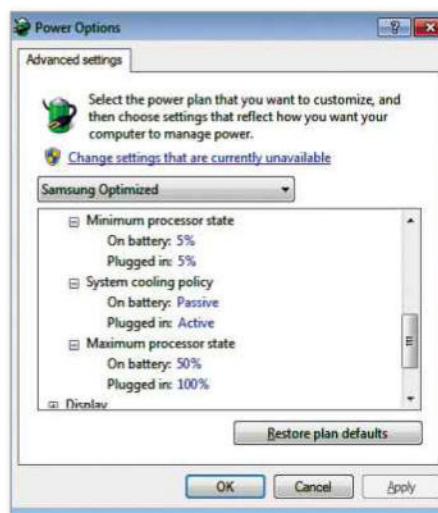 Power Options
Advanced settings
Select the power plan that you want to customize, and
then choose settings that reflect how you want your
computer to manage power.
Change settings that are currently unavailable
Samsung Optimized
Minimum processor state
On battery: 5%
Plugged in: 5%
System cooling policy
On battery: Passive
Plugged in: Active
Maximum processor state
On battery: 50%
Plugged in: 100%
Display
Restore plan defaults
OK Cancel Apply